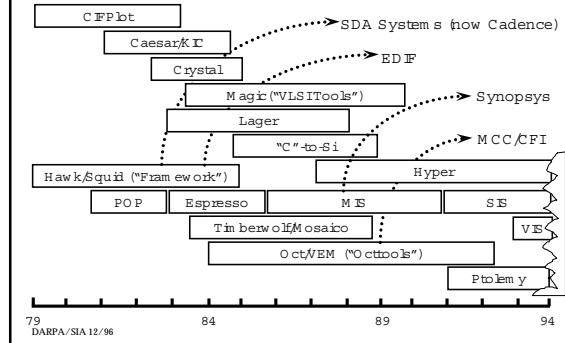 CIFPlot
SDA Systems (now Cadence)
Caesar/KIC
EDIF
Crystal
Magic ("VLSITools")
Synopsys
Lager
MCC/CFI
"C"-to-Si
Hawk/Squid ("Framework")
Hyper
POP
Espresso
MIS
SIS
Timberwolf/Mosaico
VIS
Oct/VEM ("Octtools")
Ptolemy
79
84
89
94
DARPA/SIA 12/96